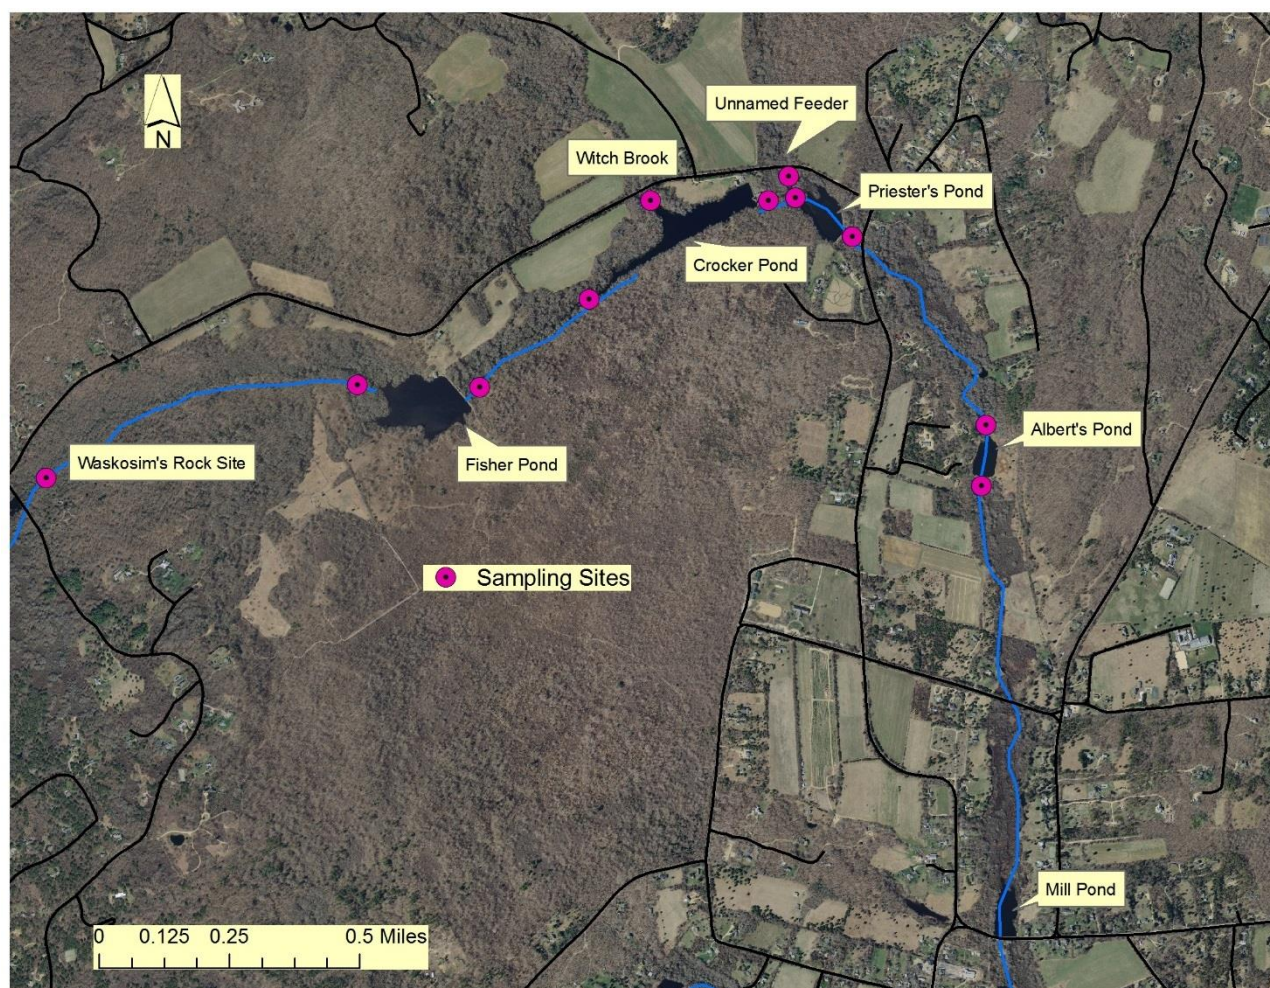 Unnamed Feeder
N
Witch Brook
Priester's Pond
Crocker Pond
Albert's Pond
Waskosim's Rock Site
Fisher Pond
Sampling Sites
Mill Pond
0 0.125 0.25 0.5 Miles